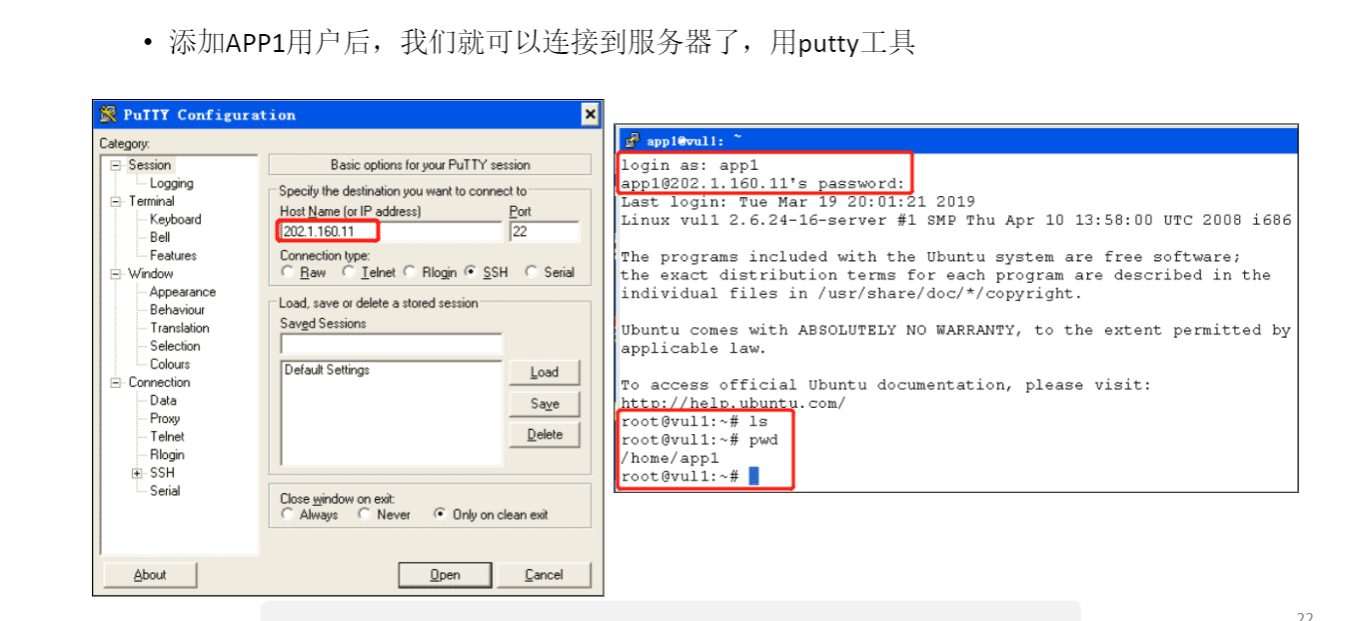 • 添加APP1用户后，我们就可以连接到服务器了，用putty工具
PuTTY Configuration
Category:
Session
Logging
Terminal
Keyboard
Bell
Features
Window
Appearance
Behaviour
Translation
Selection
Colours
Connection
Data
Proxy
Telnet
Rlogin
SSH
Serial
Basic options for your PuTTY session
Specify the destination you want to connect to
Host Name (or IP address) Port
202.1.160.11 22
Connection type:
Raw Telnet Rlogin SSH Serial
Load, save or delete a stored session
Saved Sessions
Default Settings
Load
Save
Delete
Close window on exit:
Always Never Only on clean exit
About Open Cancel
app1@vul1: ~
login as: app1
app1@202.1.160.11's password:
Last login: Tue Mar 19 20:01:21 2019
Linux vul1 2.6.24-16-server #1 SMP Thu Apr 10 13:58:00 UTC 2008 i686
The programs included with the Ubuntu system are free software;
the exact distribution terms for each program are described in the
individual files in /usr/share/doc/*/copyright.
Ubuntu comes with ABSOLUTELY NO WARRANTY, to the extent permitted by
applicable law.
To access official Ubuntu documentation, please visit:
http://help.ubuntu.com/
root@vul1:~# ls
root@vul1:~# pwd
/home/app1
root@vul1:~#
22